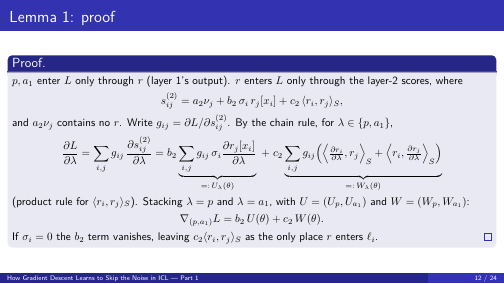 Lemma 1: proof
Proof.
p, a₁ enter L only through r (layer 1's output). r enters L only through the layer-2 scores, where
s_{ij}^{(2)} = a₂ν_j + b₂ σ_i r_j[x_i] + c₂ ⟨r_i, r_j⟩_S,
and a₂ν_j contains no r. Write g_{ij} = ∂L/∂s_{ij}^{(2)}. By the chain rule, for λ ∈ {p, a₁},
∂L/∂λ = ∑_{i,j} g_{ij} ∂s_{ij}^{(2)}/∂λ = b₂ ∑_{i,j} g_{ij} σ_i ∂r_j[x_i]/∂λ + c₂ ∑_{i,j} g_{ij}(⟨∂r_i/∂λ, r_j⟩_S + ⟨r_i, ∂r_j/∂λ⟩_S)
=: U_λ(θ) =: W_λ(θ)
(product rule for ⟨r_i, r_j⟩_S). Stacking λ = p and λ = a₁, with U = (U_p, U_{a₁}) and W = (W_p, W_{a₁}):
∇_{(p,a₁)}L = b₂ U(θ) + c₂ W(θ).
If σ_i = 0 the b₂ term vanishes, leaving c₂⟨r_i, r_j⟩_S as the only place r enters ℓ_i.
How Gradient Descent Learns to Skip the Noise in ICL — Part 1 12 / 24